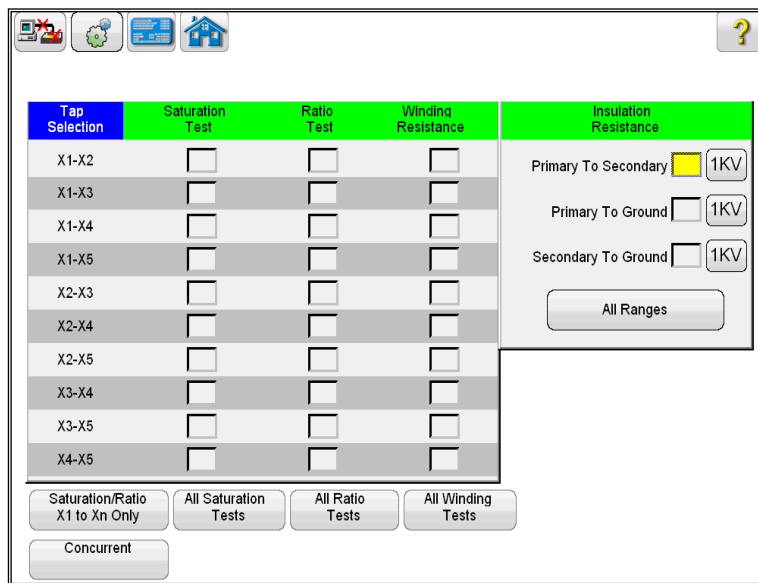 ?
Tap Selection Saturation Test Ratio Test Winding Resistance Insulation Resistance
X1-X2
X1-X3
X1-X4
X1-X5
X2-X3
X2-X4
X2-X5
X3-X4
X3-X5
X4-X5
Primary To Secondary 1KV
Primary To Ground 1KV
Secondary To Ground 1KV
All Ranges
Saturation/Ratio
X1 to Xn Only
All Saturation
Tests
All Ratio
Tests
All Winding
Tests
Concurrent